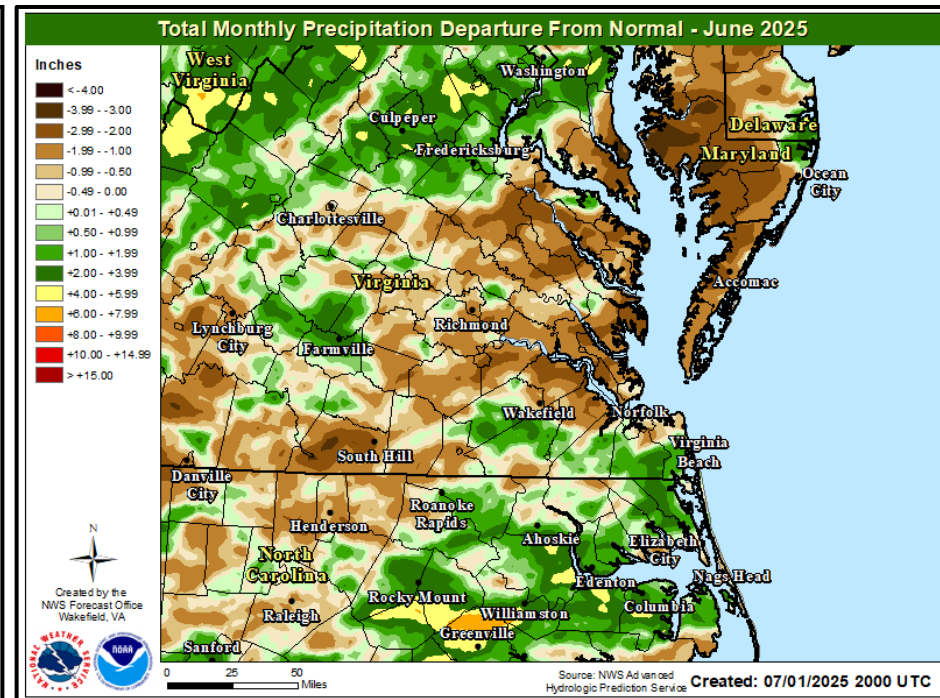 Total Monthly Precipitation Departure From Normal - June 2025
Inches
< -4.00
-3.99 - -3.00
-2.99 - -2.00
-1.99 - -1.00
-0.99 - -0.50
-0.49 - 0.00
+0.01 - +0.49
+0.50 - +0.99
+1.00 - +1.99
+2.00 - +3.99
+4.00 - +5.99
+6.00 - +7.99
+8.00 - +9.99
+10.00 - +14.99
> +15.00
West
Virginia
Washington
Culpeper
Fredericksburg
Delaware
Maryland
Ocean
City
Charlottesville
Virginia
Accomac
Lynchburg
City
Farmville
Richmond
Wakefield
Norfolk
Virginia
Beach
South Hill
Danville
City
Roanoke
Rapids
Henderson
Ahoskie
Elizabeth
City
North
Carolina
Edenton
Nags Head
Rocky Mount
Williamston
Columbia
Raleigh
Greenville
Sanford
N
Created by the
NWS Forecast Office
Wakefield, VA
NATIONAL WEATHER SERVICE
NOAA
0 25 50
Miles
Source: NWS Advanced
Hydrologic Prediction Service
Created: 07/01/2025 2000 UTC